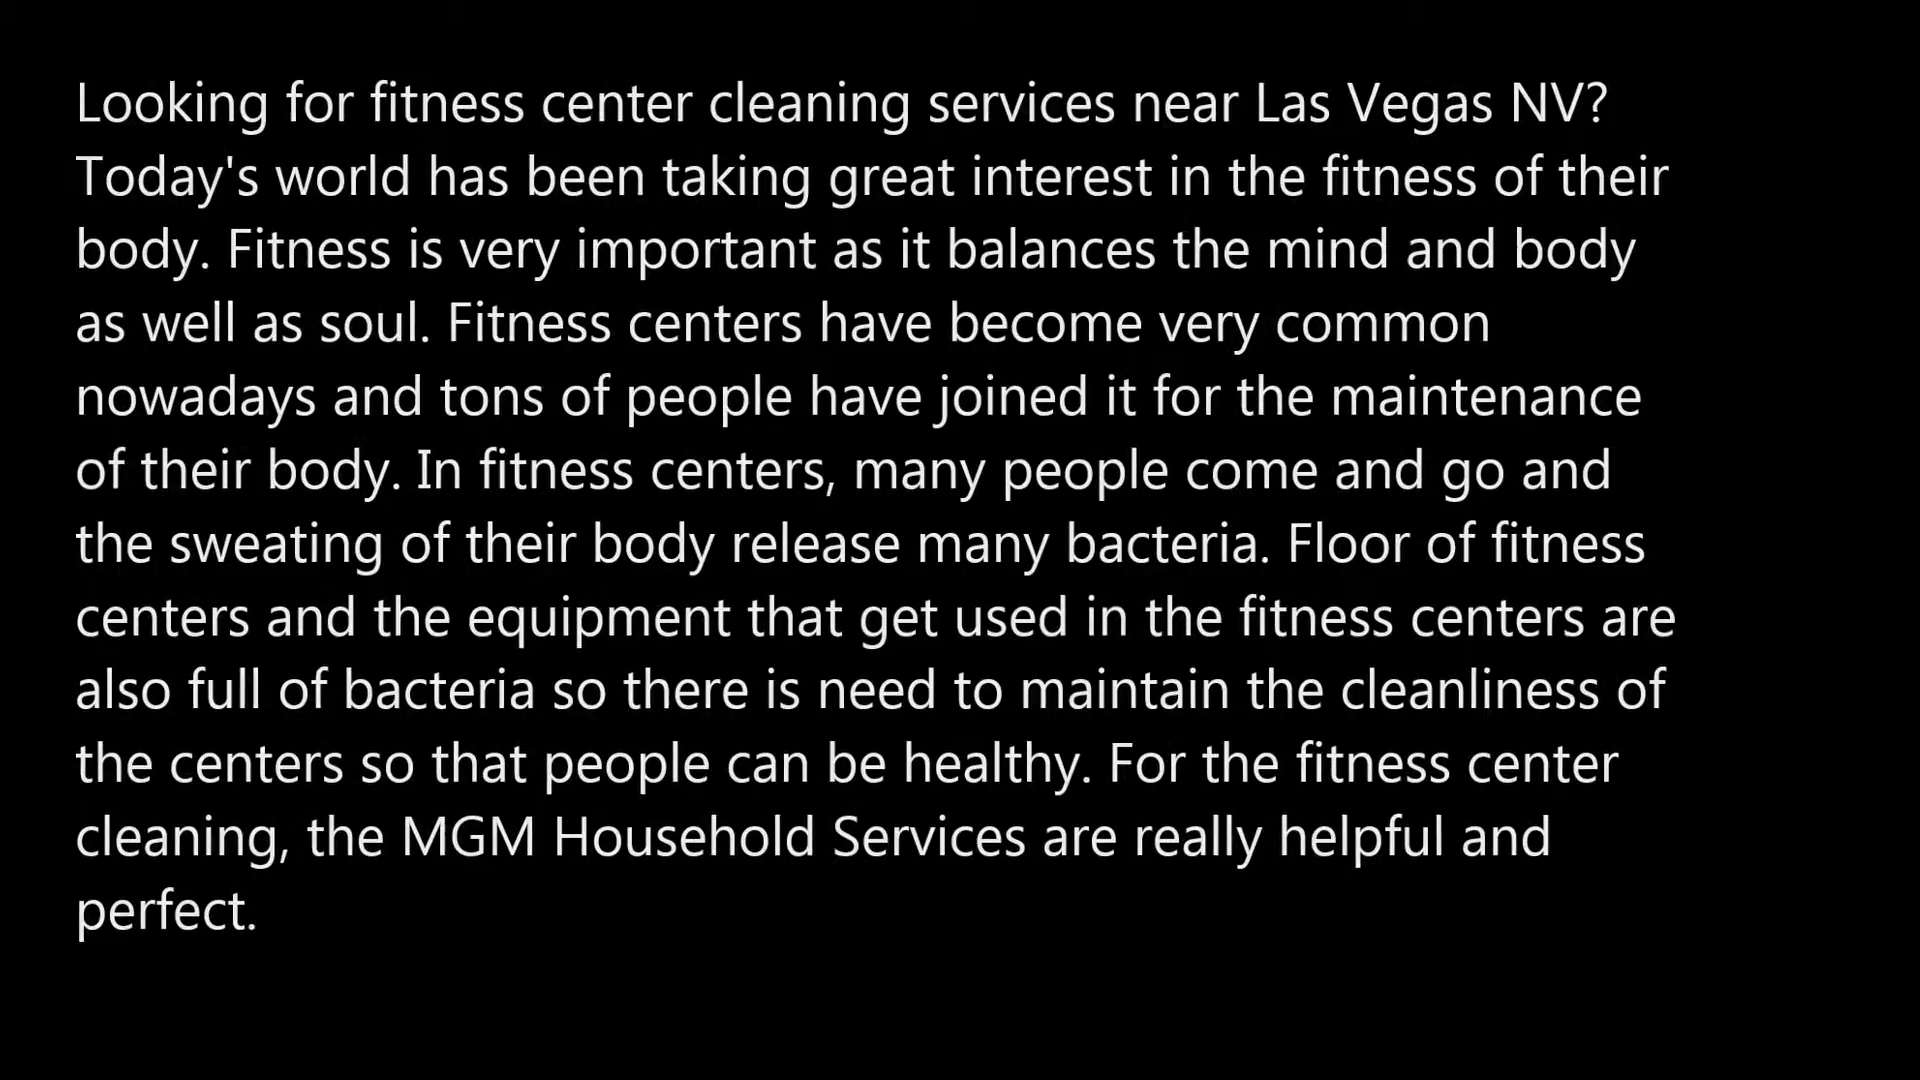 Looking for fitness center cleaning services near Las Vegas NV?
Today's world has been taking great interest in the fitness of their
body. Fitness is very important as it balances the mind and body
as well as soul. Fitness centers have become very common
nowadays and tons of people have joined it for the maintenance
of their body. In fitness centers, many people come and go and
the sweating of their body release many bacteria. Floor of fitness
centers and the equipment that get used in the fitness centers are
also full of bacteria so there is need to maintain the cleanliness of
the centers so that people can be healthy. For the fitness center
cleaning, the MGM Household Services are really helpful and
perfect.